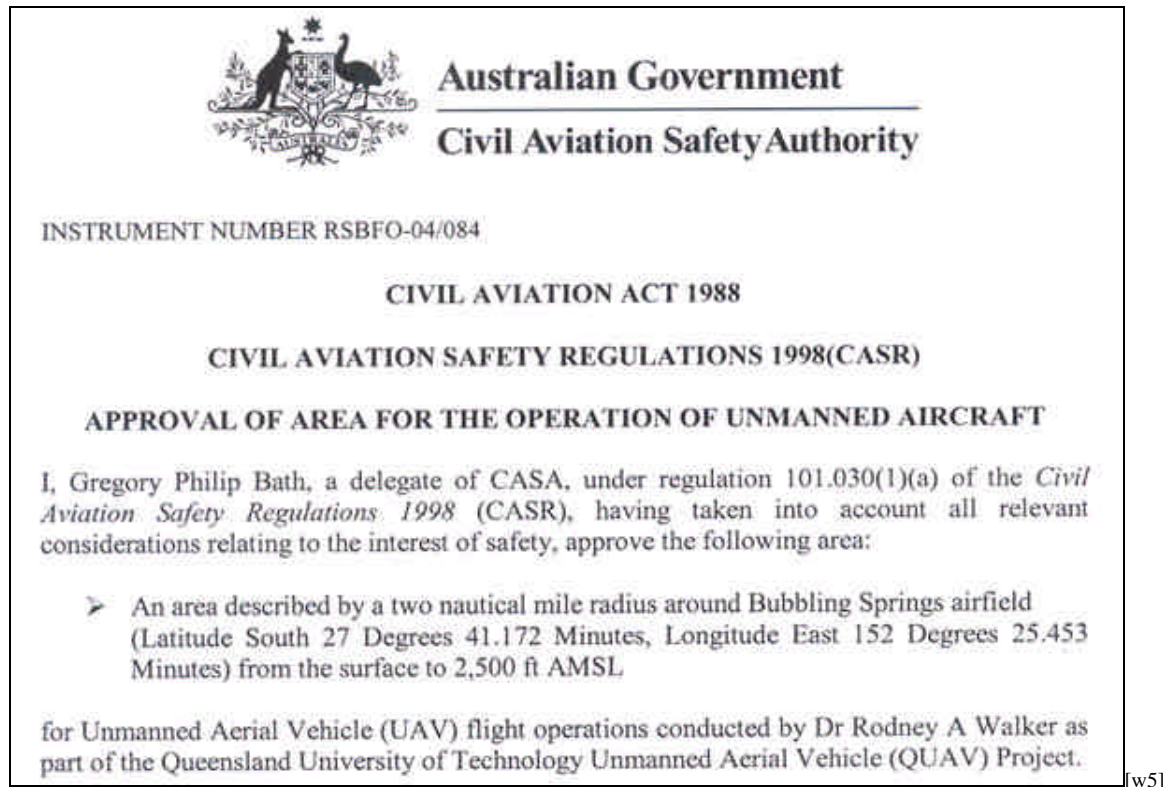 AUSTRALIA
Australian Government
Civil Aviation Safety Authority
INSTRUMENT NUMBER RSBFO-04/084
CIVIL AVIATION ACT 1988
CIVIL AVIATION SAFETY REGULATIONS 1998(CASR)
APPROVAL OF AREA FOR THE OPERATION OF UNMANNED AIRCRAFT
I, Gregory Philip Bath, a delegate of CASA, under regulation 101.030(1)(a) of the Civil
Aviation Safety Regulations 1998 (CASR), having taken into account all relevant
considerations relating to the interest of safety, approve the following area:
➢ An area described by a two nautical mile radius around Bubbling Springs airfield
(Latitude South 27 Degrees 41.172 Minutes, Longitude East 152 Degrees 25.453
Minutes) from the surface to 2,500 ft AMSL
for Unmanned Aerial Vehicle (UAV) flight operations conducted by Dr Rodney A Walker as
part of the Queensland University of Technology Unmanned Aerial Vehicle (QUAV) Project.
[w5]